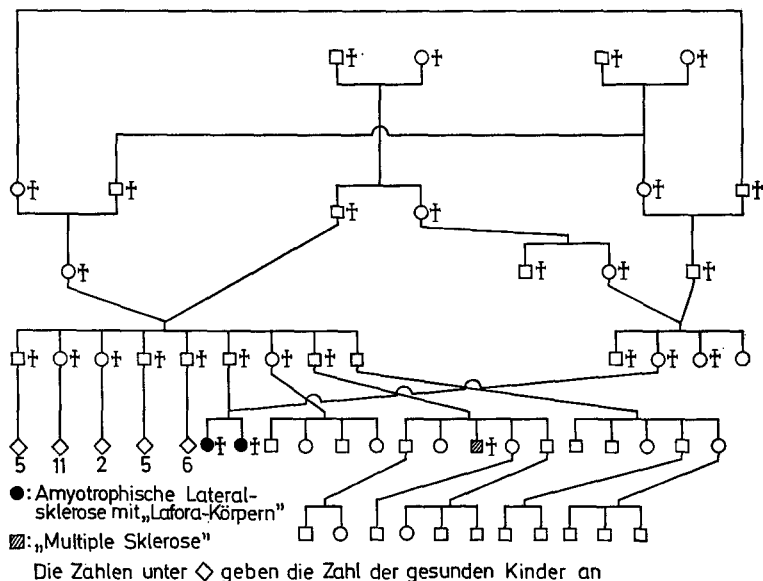 5 11 2 5 6
●: Amyotrophische Lateral-
sklerose mit „Lafora-Körpern"
▨: „Multiple Sklerose"
Die Zahlen unter ◇ geben die Zahl der gesunden Kinder an